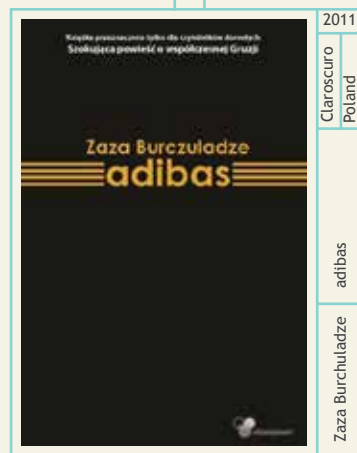 Książka przeznaczona tylko dla czytelników dorosłych
Szokująca powieść o współczesnej Gruzji
Zaza Burczuladze
adibas
2011
Claroscuro
Poland
adibas
Zaza Burchuladze